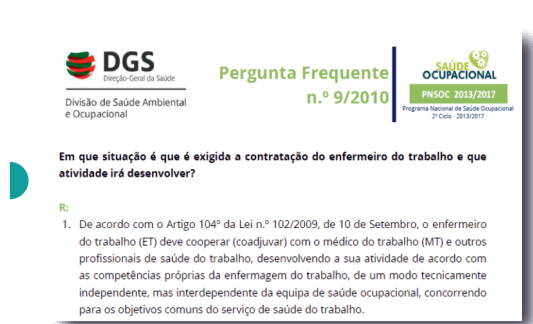 DGS
Direção-Geral da Saúde
Divisão de Saúde Ambiental
e Ocupacional
Pergunta Frequente
n.º 9/2010
SAÚDE
OCUPACIONAL
PNSOC 2013/2017
Programa Nacional de Saúde Ocupacional
2º Ciclo - 2013/2017
Em que situação é que é exigida a contratação do enfermeiro do trabalho e que
atividade irá desenvolver?
R:
1. De acordo com o Artigo 104º da Lei n.º 102/2009, de 10 de Setembro, o enfermeiro
do trabalho (ET) deve cooperar (coadjuvar) com o médico do trabalho (MT) e outros
profissionais de saúde do trabalho, desenvolvendo a sua atividade de acordo com
as competências próprias da enfermagem do trabalho, de um modo tecnicamente
independente, mas interdependente da equipa de saúde ocupacional, concorrendo
para os objetivos comuns do serviço de saúde do trabalho.